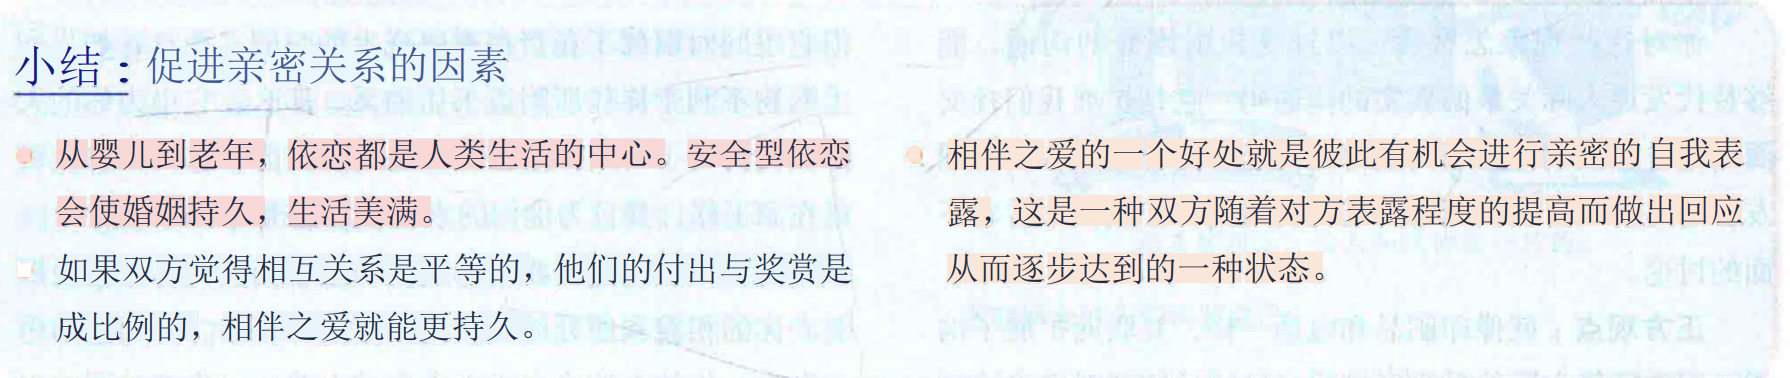 小结：促进亲密关系的因素
从婴儿到老年，依恋都是人类生活的中心。安全型依恋
会使婚姻持久，生活美满。
如果双方觉得相互关系是平等的，他们的付出与奖赏是
成比例的，相伴之爱就能更持久。
相伴之爱的一个好处就是彼此有机会进行亲密的自我表
露，这是一种双方随着对方表露程度的提高而做出回应
从而逐步达到的一种状态。